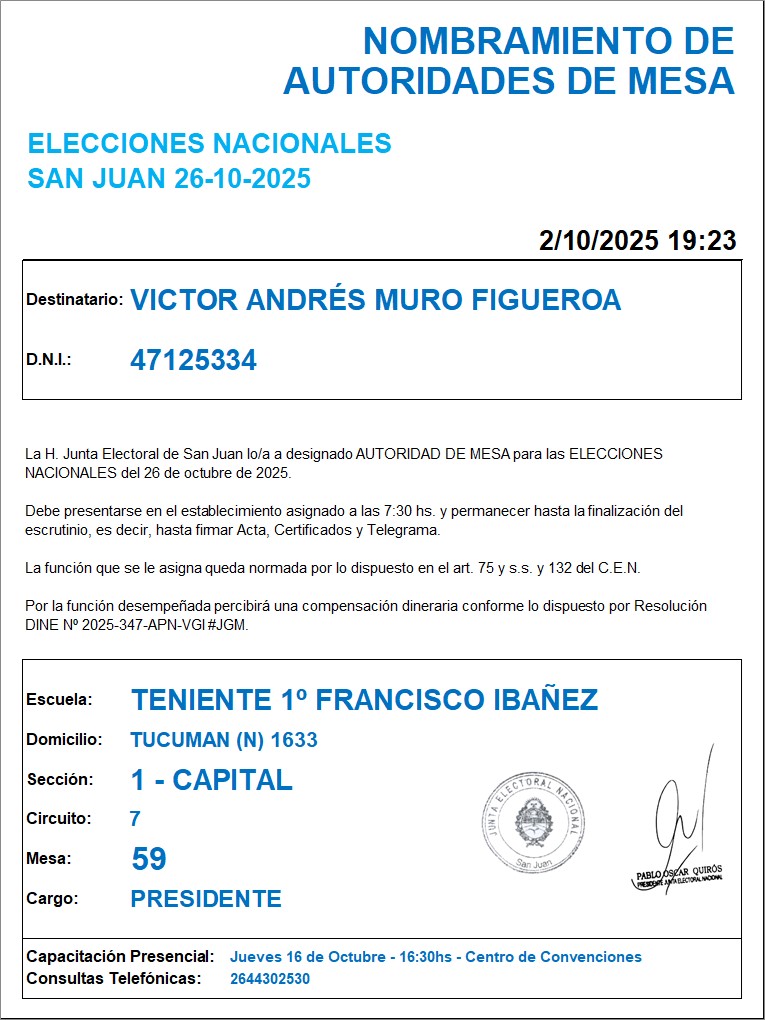 NOMBRAMIENTO DE
AUTORIDADES DE MESA
ELECCIONES NACIONALES
SAN JUAN 26-10-2025
2/10/2025 19:23
Destinatario: VICTOR ANDRÉS MURO FIGUEROA
D.N.I.: 47125334
La H. Junta Electoral de San Juan lo/a a designado AUTORIDAD DE MESA para las ELECCIONES
NACIONALES del 26 de octubre de 2025.
Debe presentarse en el establecimiento asignado a las 7:30 hs. y permanecer hasta la finalización del
escrutinio, es decir, hasta firmar Acta, Certificados y Telegrama.
La función que se le asigna queda normada por lo dispuesto en el art. 75 y s.s. y 132 del C.E.N.
Por la función desempeñada percibirá una compensación dineraria conforme lo dispuesto por Resolución
DINE Nº 2025-347-APN-VGI#JGM.
Escuela: TENIENTE 1º FRANCISCO IBAÑEZ
Domicilio: TUCUMAN (N) 1633
Sección: 1 - CAPITAL
Circuito: 7
Mesa: 59
Cargo: PRESIDENTE
JUNTA ELECTORAL NACIONAL
San Juan
PABLO OSCAR QUIRÓS
PRESIDENTE JUNTA ELECTORAL NACIONAL
Capacitación Presencial: Jueves 16 de Octubre - 16:30hs - Centro de Convenciones
Consultas Telefónicas: 2644302530